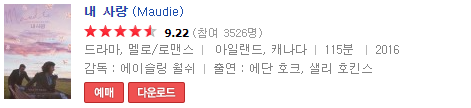 내 사랑
내 사랑 (Maudie)
9.22 (참여 3526명)
드라마, 멜로/로맨스 | 아일랜드, 캐나다 | 115분 | 2016
감독 : 에이슬링 월쉬 | 출연 : 에단 호크, 샐리 호킨스
예매 다운로드